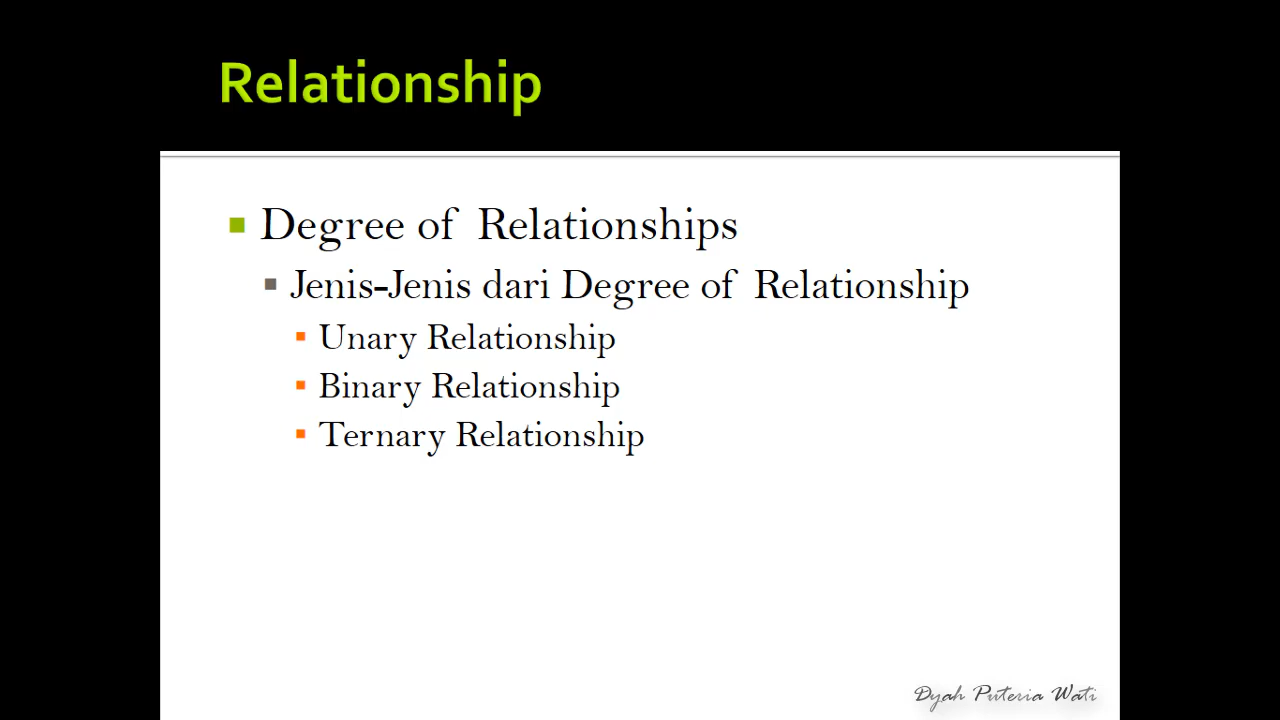 Relationship
Degree of Relationships
Jenis-Jenis dari Degree of Relationship
Unary Relationship
Binary Relationship
Ternary Relationship
Dyah Puteria Wati